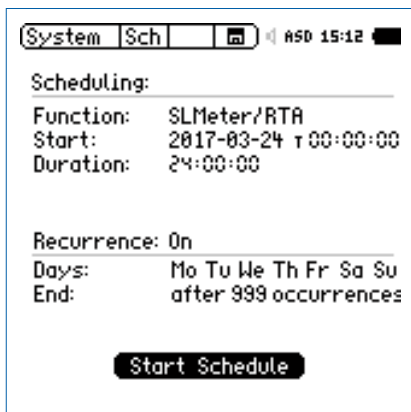 System Sch ASD 15:12
Scheduling:
Function: SLMeter/RTA
Start: 2017-03-24 T 00:00:00
Duration: 24:00:00
Recurrence: On
Days: Mo Tu We Th Fr Sa Su
End: after 999 occurrences
Start Schedule